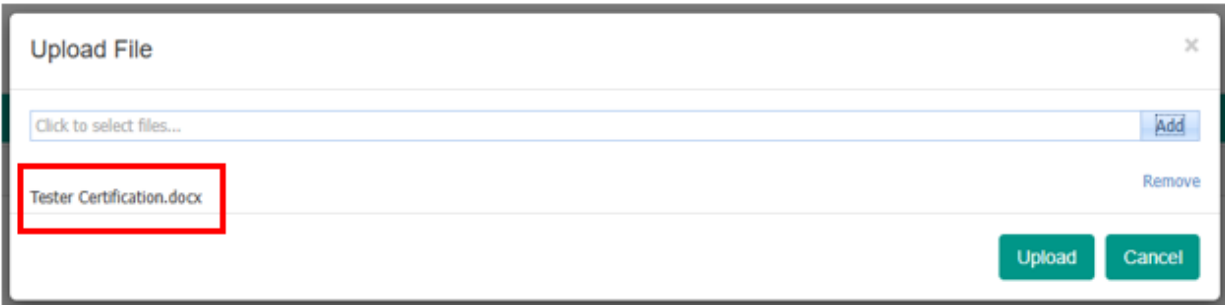 Upload File
×
Click to select files...
Add
Remove
Tester Certification.docx
Upload
Cancel